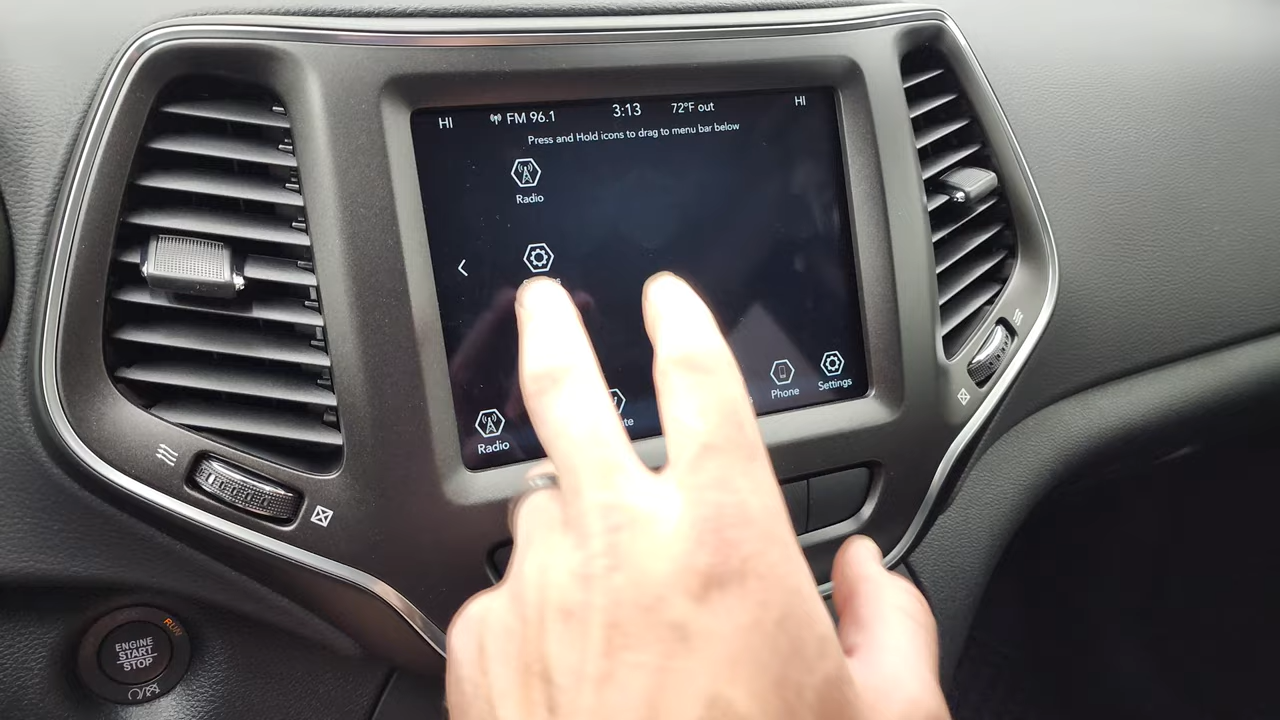 HI FM 96.1 3:13 72°F out HI
Press and Hold icons to drag to menu bar below
Radio
Radio
Phone
Settings
ENGINE
START
STOP
RUN